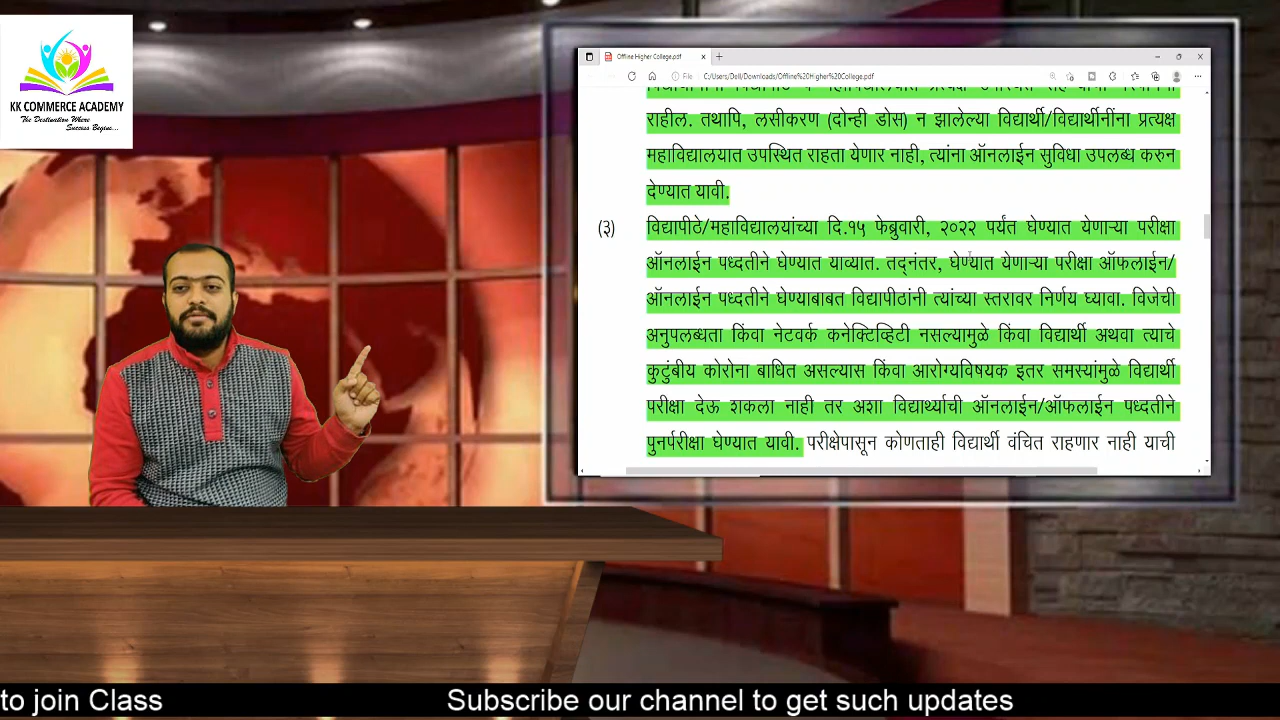 KK COMMERCE ACADEMY
The Destination Where
Success Begins...
Offline Higher College.pdf
File
C:/Users/Dell/Downloads/Offline%20Higher%20College.pdf
राहील. तथापि, लसीकरण (दोन्ही डोस) न झालेल्या विद्यार्थी/विद्यार्थीनींना प्रत्यक्ष
महाविद्यालयात उपस्थित राहता येणार नाही, त्यांना ऑनलाईन सुविधा उपलब्ध करुन
देण्यात यावी.
(३) विद्यापीठे/महाविद्यालयांच्या दि.१५ फेब्रुवारी, २०२२ पर्यंत घेण्यात येणाऱ्या परीक्षा
ऑनलाईन पध्दतीने घेण्यात याव्यात. तद्नंतर, घेण्यात येणाऱ्या परीक्षा ऑफलाईन/
ऑनलाईन पध्दतीने घेण्याबाबत विद्यापीठांनी त्यांच्या स्तरावर निर्णय घ्यावा. विजेची
अनुपलब्धता किंवा नेटवर्क कनेक्टिव्हिटी नसल्यामुळे किंवा विद्यार्थी अथवा त्याचे
कुटुंबीय कोरोना बाधित असल्यास किंवा आरोग्यविषयक इतर समस्यांमुळे विद्यार्थी
परीक्षा देऊ शकला नाही तर अशा विद्यार्थ्याची ऑनलाईन/ऑफलाईन पध्दतीने
पुनर्परीक्षा घेण्यात यावी. परीक्षेपासून कोणताही विद्यार्थी वंचित राहणार नाही याची
to join Class Subscribe our channel to get such updates